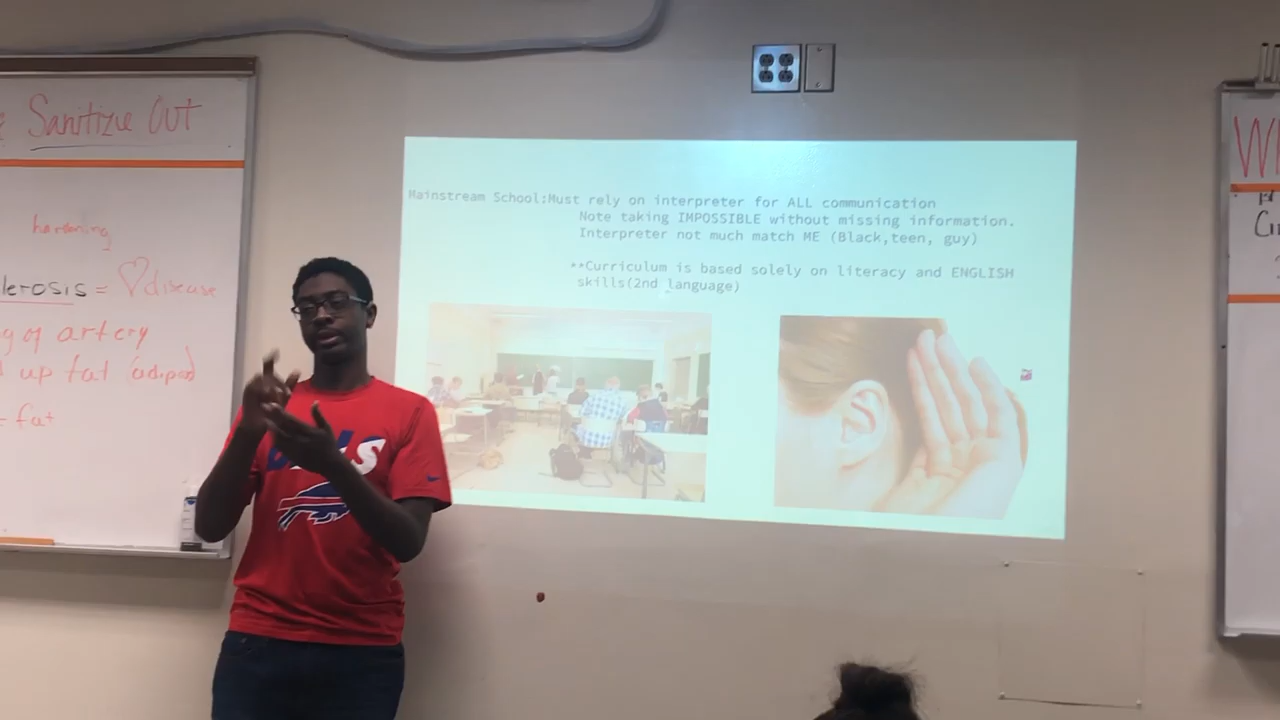 Sanitizie Out
hardening
lerosis = ♡disease
g of artery
up fat (adipos)
= fat
Mainstream School:Must rely on interpreter for ALL communication
Note taking IMPOSSIBLE without missing information.
Interpreter not much match ME (Black,teen, guy)
**Curriculum is based solely on literacy and ENGLISH
skills(2nd language)